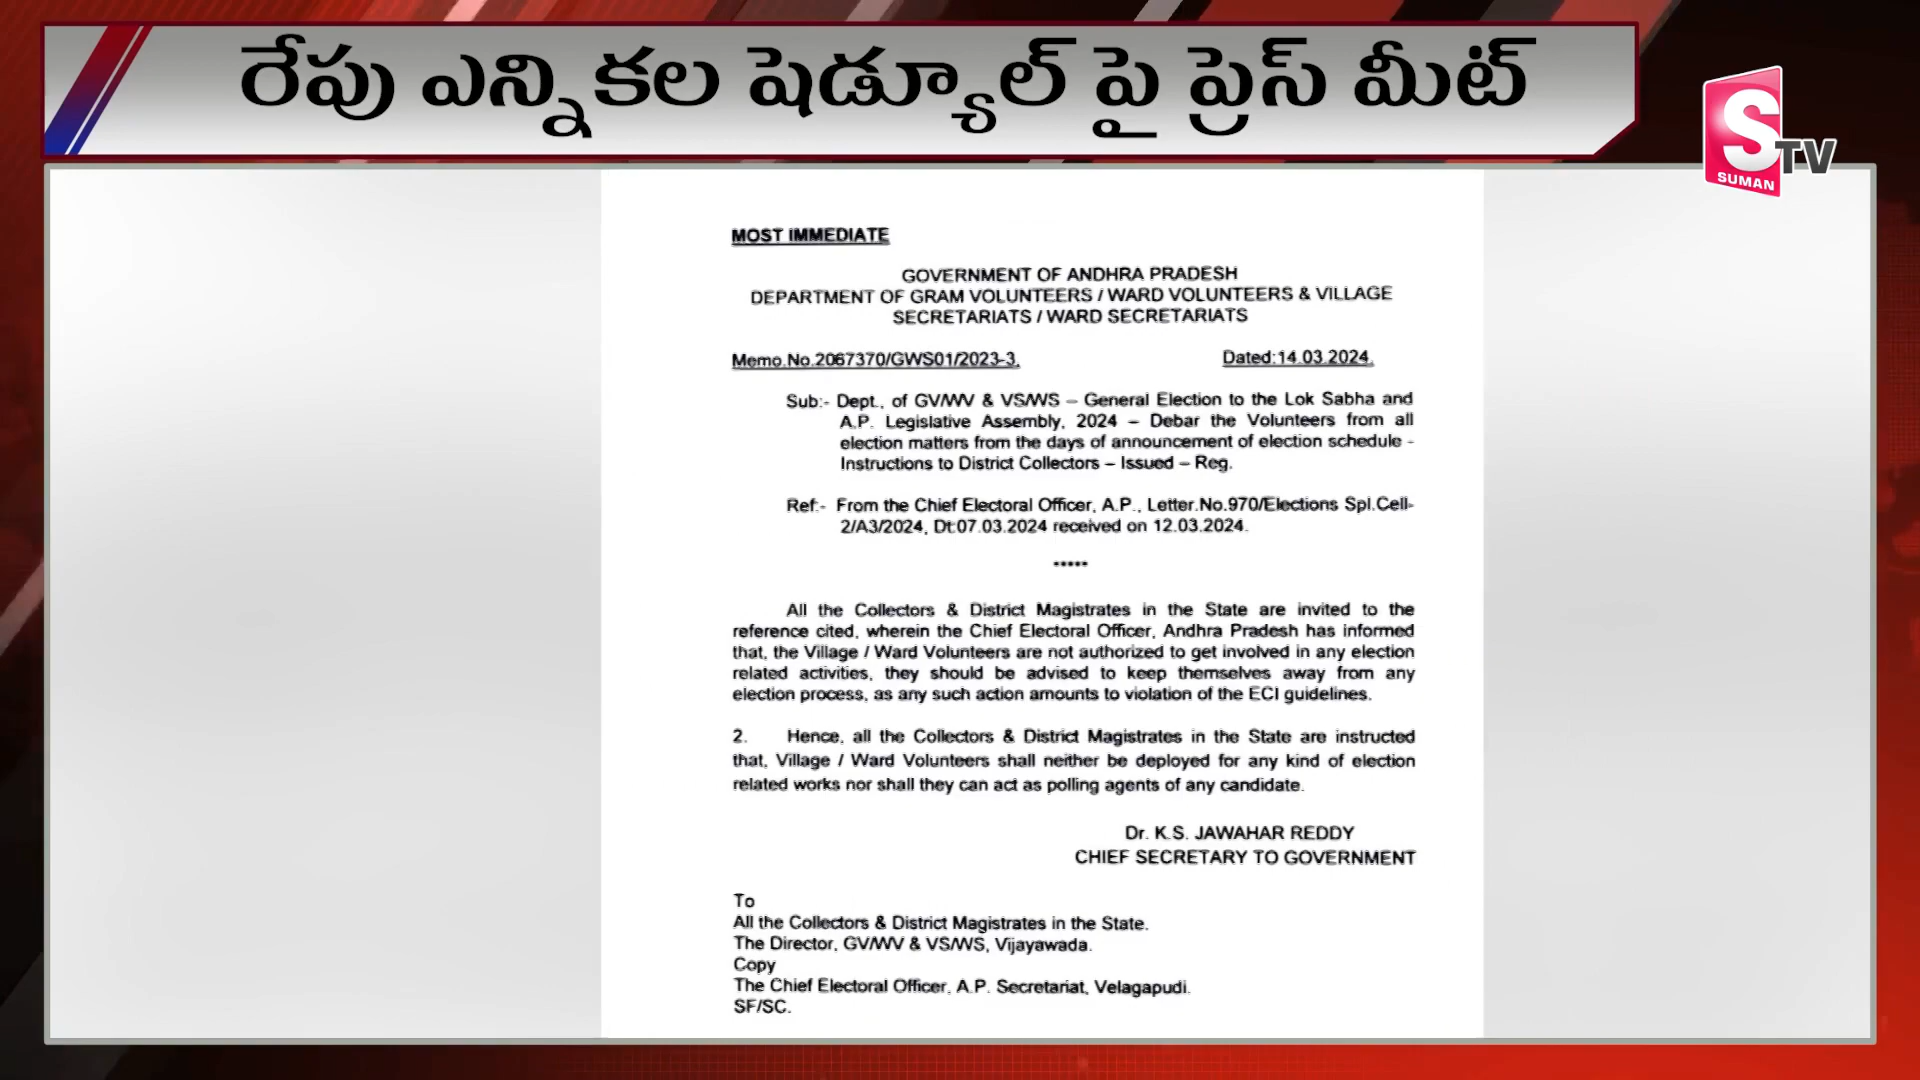 రేపు ఎన్నికల షెడ్యూల్ పై ప్రెస్ మీట్
S TV
SUMAN
MOST IMMEDIATE
GOVERNMENT OF ANDHRA PRADESH
DEPARTMENT OF GRAM VOLUNTEERS / WARD VOLUNTEERS & VILLAGE
SECRETARIATS / WARD SECRETARIATS
Memo.No.2067370/GWS01/2023-3, Dated:14.03.2024.
Sub:- Dept., of GV/WV & VS/WS – General Election to the Lok Sabha and
A.P. Legislative Assembly, 2024 – Debar the Volunteers from all
election matters from the days of announcement of election schedule -
Instructions to District Collectors – Issued – Reg.
Ref:- From the Chief Electoral Officer, A.P., Letter.No.970/Elections Spl.Cell-
2/A3/2024, Dt:07.03.2024 received on 12.03.2024.
*****
All the Collectors & District Magistrates in the State are invited to the
reference cited, wherein the Chief Electoral Officer, Andhra Pradesh has informed
that, the Village / Ward Volunteers are not authorized to get involved in any election
related activities, they should be advised to keep themselves away from any
election process, as any such action amounts to violation of the ECI guidelines.
2. Hence, all the Collectors & District Magistrates in the State are instructed
that, Village / Ward Volunteers shall neither be deployed for any kind of election
related works nor shall they can act as polling agents of any candidate.
Dr. K.S. JAWAHAR REDDY
CHIEF SECRETARY TO GOVERNMENT
To
All the Collectors & District Magistrates in the State.
The Director, GV/WV & VS/WS, Vijayawada.
Copy
The Chief Electoral Officer, A.P. Secretariat, Velagapudi.
SF/SC.